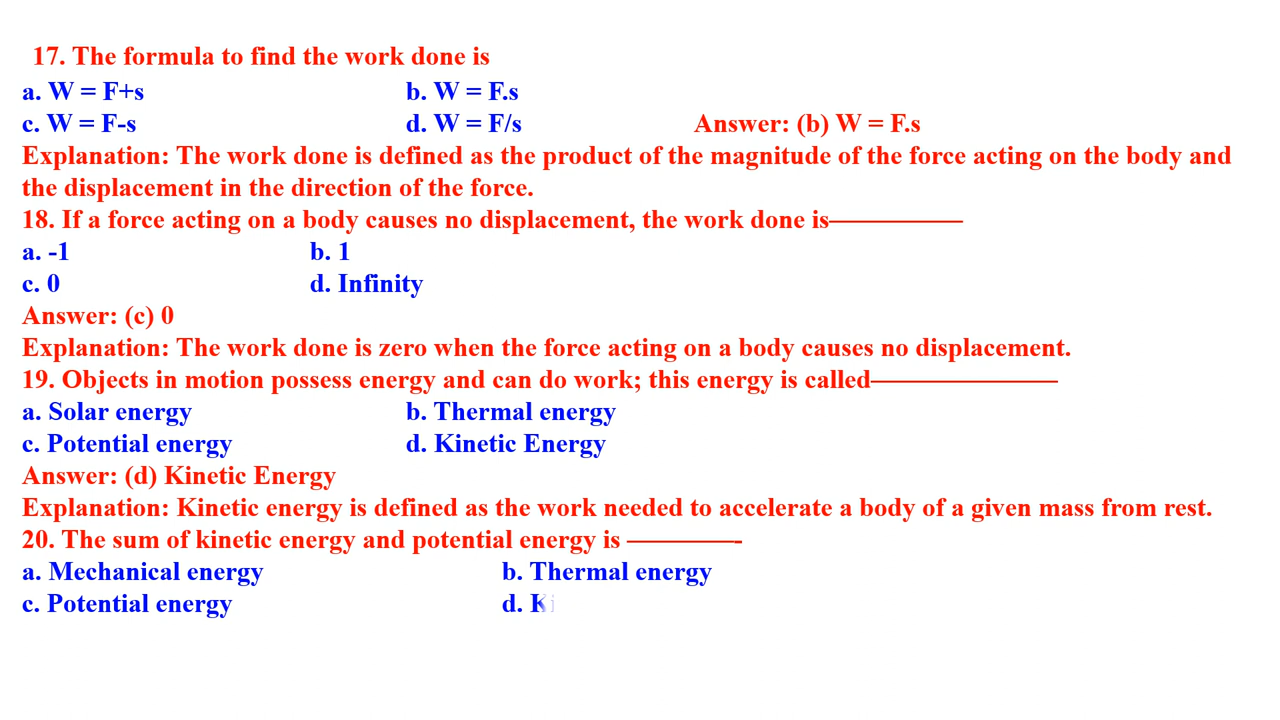 17. The formula to find the work done is
a. W = F+s b. W = F.s
c. W = F-s d. W = F/s Answer: (b) W = F.s
Explanation: The work done is defined as the product of the magnitude of the force acting on the body and
the displacement in the direction of the force.
18. If a force acting on a body causes no displacement, the work done is—————
a. -1 b. 1
c. 0 d. Infinity
Answer: (c) 0
Explanation: The work done is zero when the force acting on a body causes no displacement.
19. Objects in motion possess energy and can do work; this energy is called———————
a. Solar energy b. Thermal energy
c. Potential energy d. Kinetic Energy
Answer: (d) Kinetic Energy
Explanation: Kinetic energy is defined as the work needed to accelerate a body of a given mass from rest.
20. The sum of kinetic energy and potential energy is ————-
a. Mechanical energy b. Thermal energy
c. Potential energy d. Ki